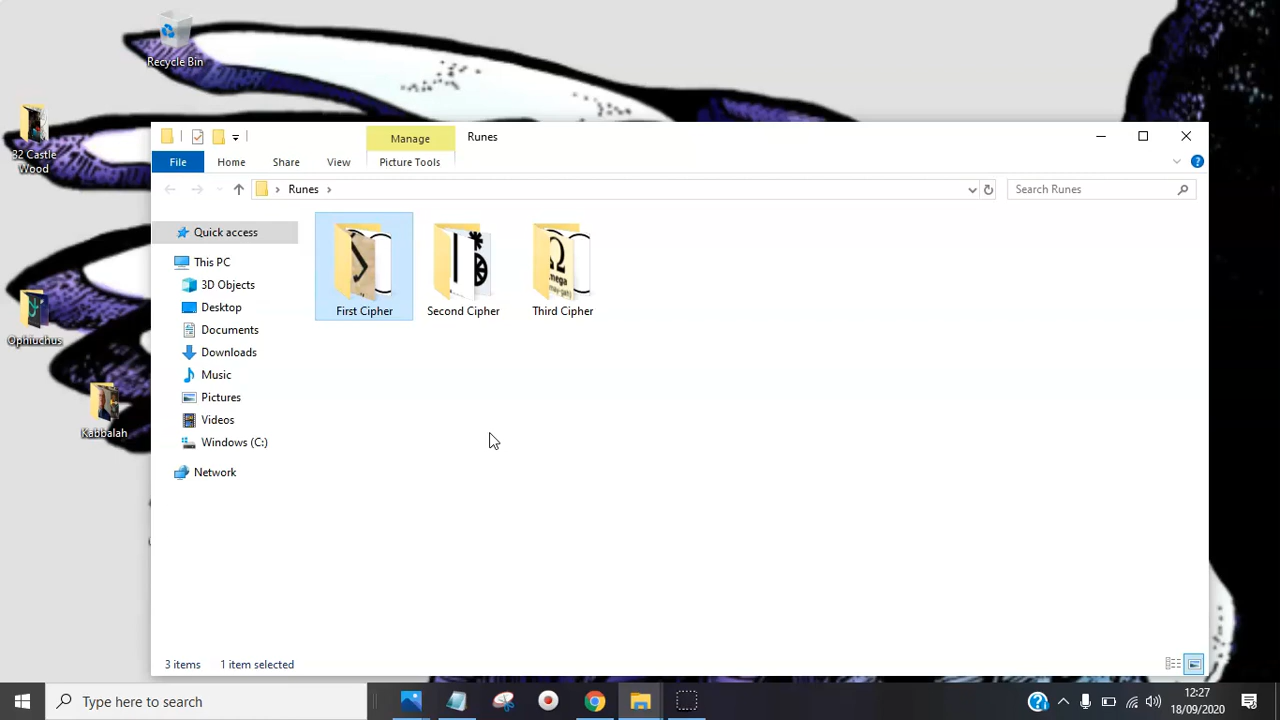 Recycle Bin
32 Castle
Wood
Ophiuchus
Kabbalah
Manage
Runes
File
Home
Share
View
Picture Tools
Runes
Search Runes
Quick access
This PC
3D Objects
Desktop
Documents
Downloads
Music
Pictures
Videos
Windows (C:)
Network
First Cipher
Second Cipher
Third Cipher
Ω
3 items
1 item selected
Type here to search
12:27
18/09/2020